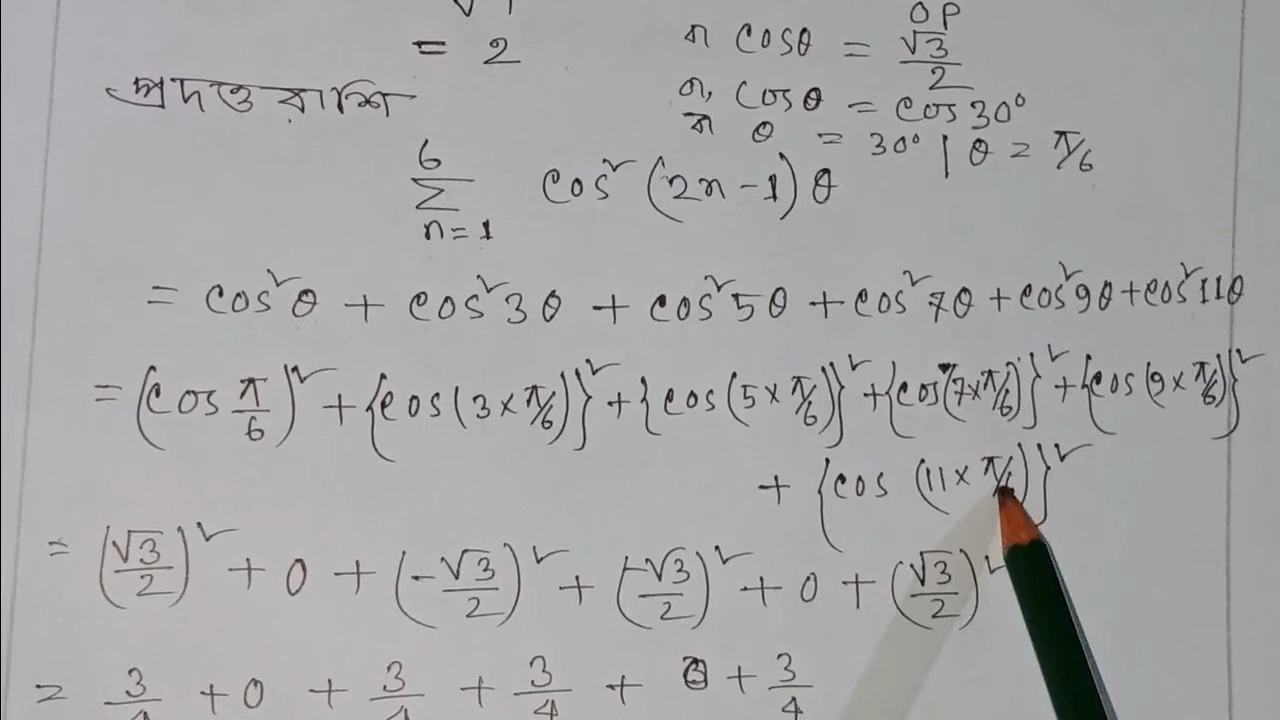 OP
= 2
বা cosθ = √3/2
প্রদত্ত রাশি
বা, cosθ = cos30°
বা θ = 30° | θ = π/6
6
Σ cos² (2n-1) θ
n=1
= cos²θ + cos²3θ + cos²5θ + cos²7θ + cos²9θ + cos²11θ
= (cos π/6)² + {cos(3×π/6)}² + {cos(5×π/6)}² + {cos(7×π/6)}² + {cos(9×π/6)}²
+ {cos (11×π/6)}²
= (√3/2)² + 0 + (-√3/2)² + (-√3/2)² + 0 + (√3/2)²
= 3/4 + 0 + 3/4 + 3/4 + 0 + 3/4